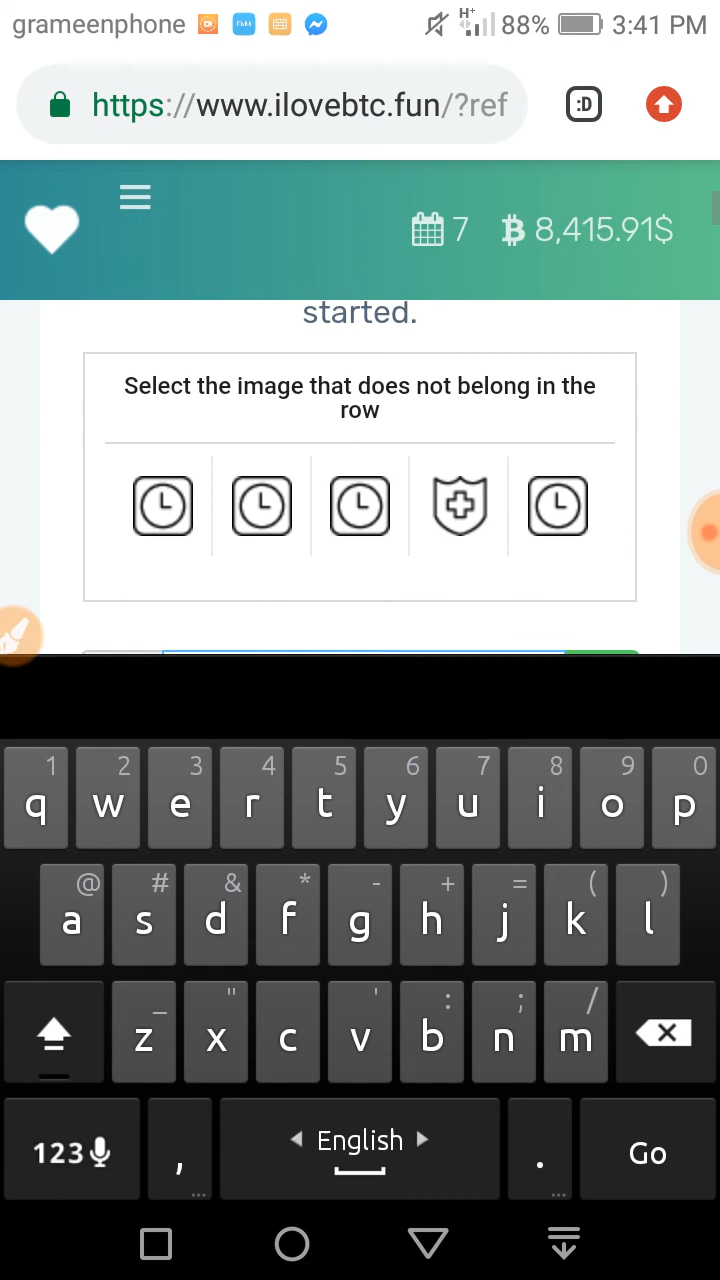 grameenphone 88% 3:41 PM
H+
https://www.ilovebtc.fun/?ref :D
7 8,415.91$
started.
Select the image that does not belong in the
row
1 2 3 4 5 6 7 8 9 0
q w e r t y u i o p
@ # & * - + = ( )
a s d f g h j k l
_ " ' : ; /
z x c v b n m
123 , English . Go
... ...